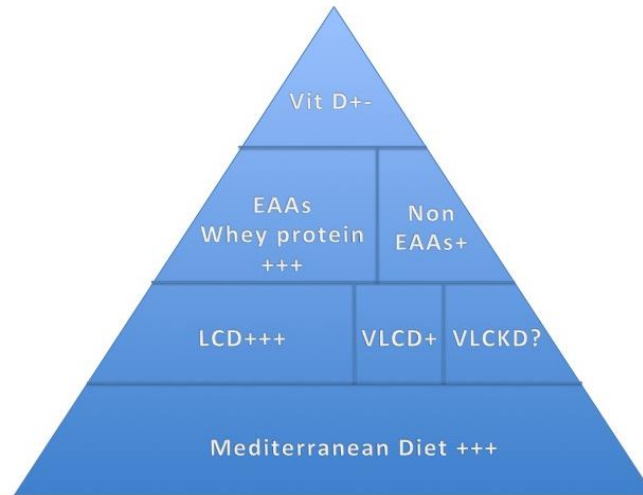 Vit D+-
EAAs
Whey protein
+++
Non
EAAs+
LCD+++
VLCD+
VLCKD?
Mediterranean Diet +++